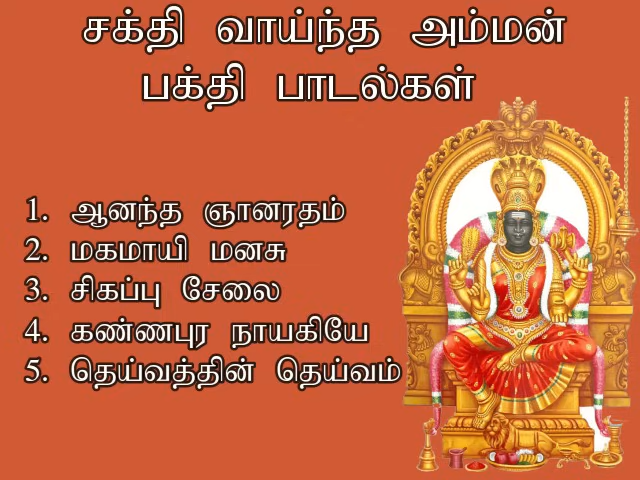 சக்தி வாய்ந்த அம்மன்
பக்தி பாடல்கள்
1. ஆனந்த ஞானரதம்
2. மகமாயி மனசு
3. சிகப்பு சேலை
4. கண்ணபுர நாயகியே
5. தெய்வத்தின் தெய்வம்